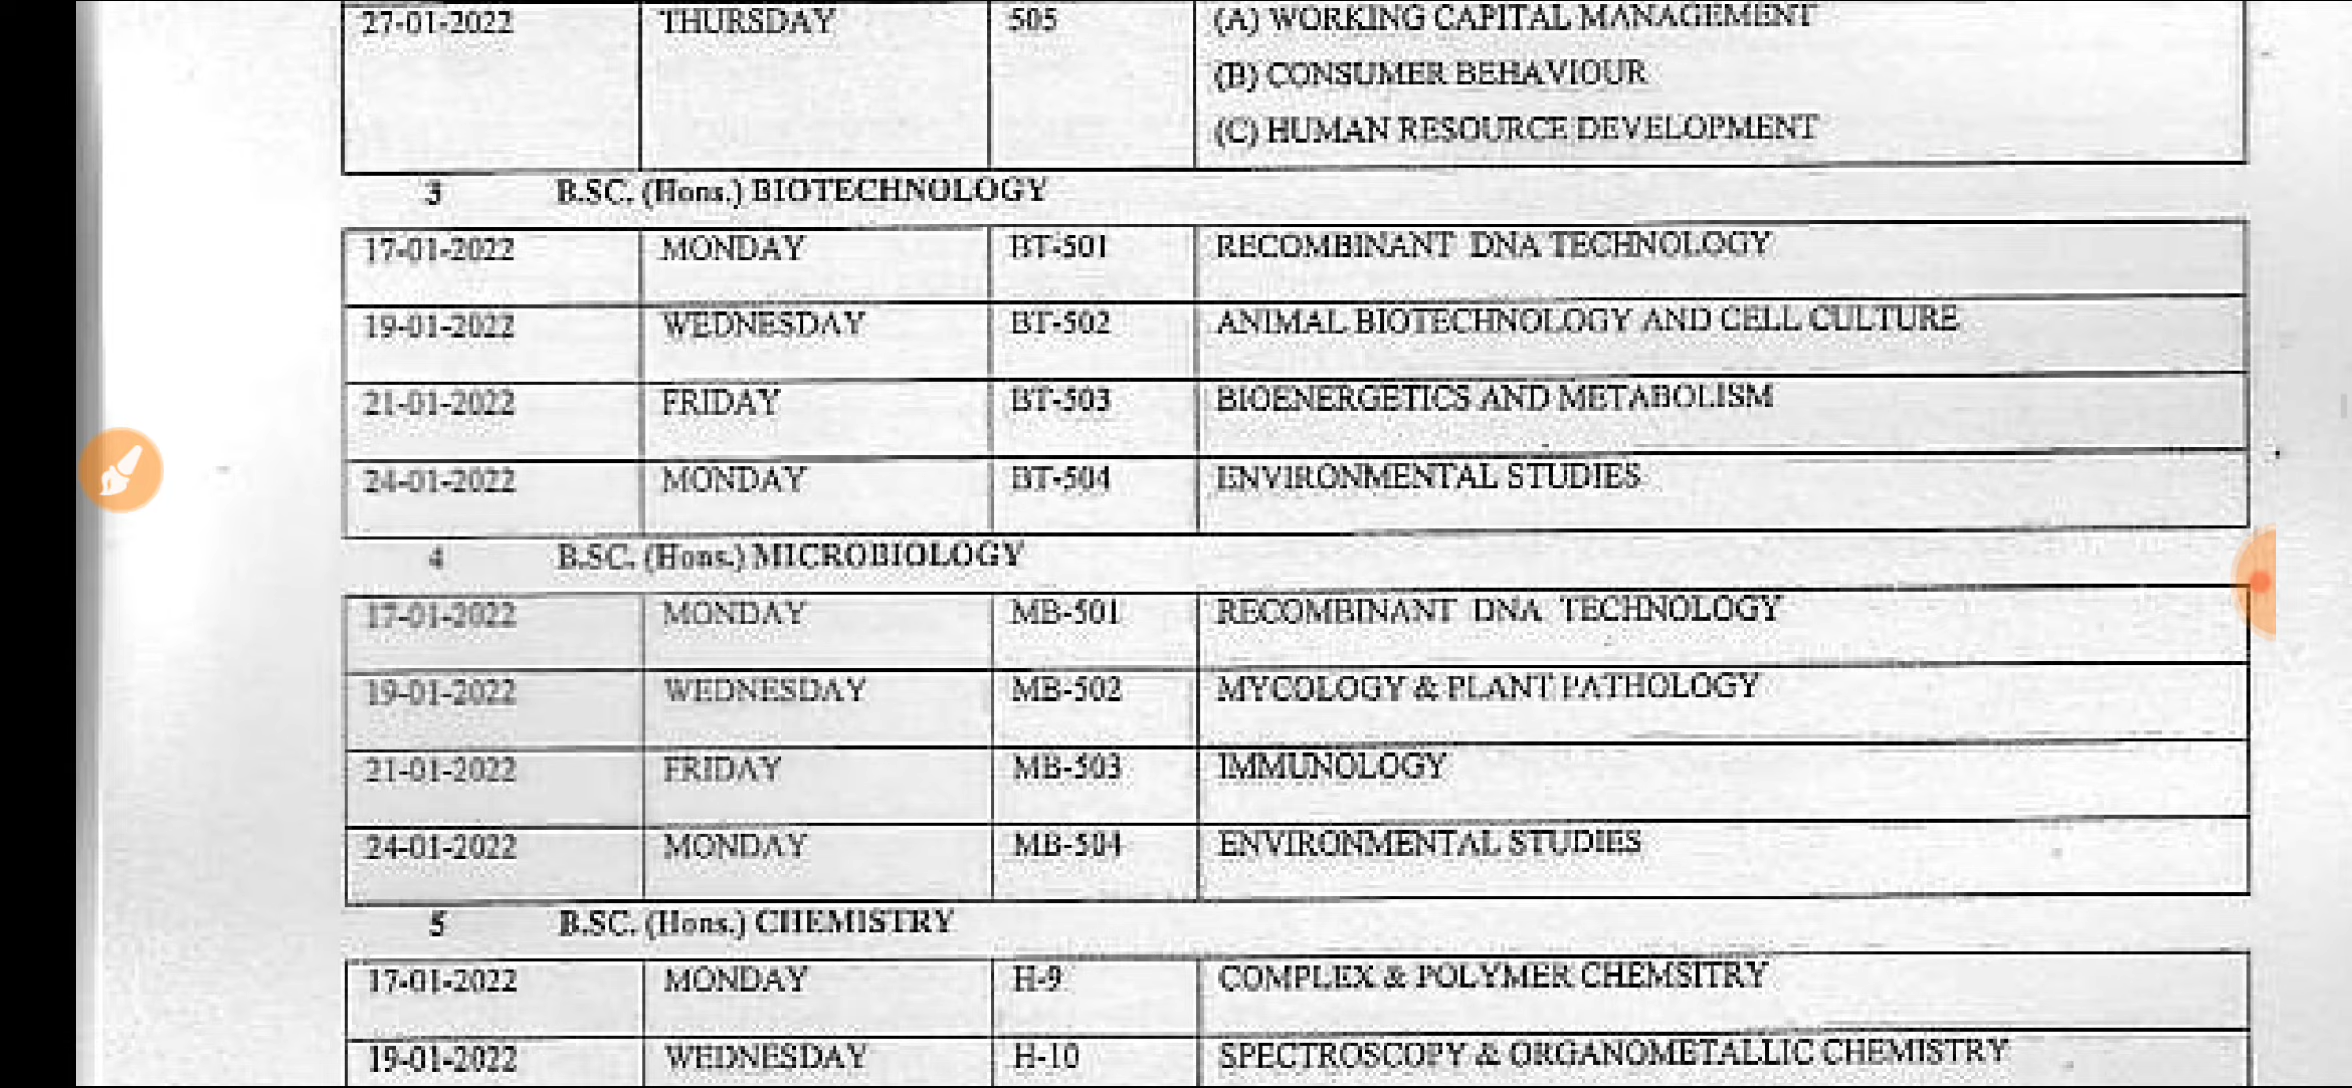 27-01-2022 THURSDAY 505 (A) WORKING CAPITAL MANAGEMENT
(B) CONSUMER BEHAVIOUR
(C) HUMAN RESOURCE DEVELOPMENT
3 B.SC. (Hons.) BIOTECHNOLOGY
17-01-2022 MONDAY BT-501 RECOMBINANT DNA TECHNOLOGY
19-01-2022 WEDNESDAY BT-502 ANIMAL BIOTECHNOLOGY AND CELL CULTURE
21-01-2022 FRIDAY BT-503 BIOENERGETICS AND METABOLISM
24-01-2022 MONDAY BT-504 ENVIRONMENTAL STUDIES
4 B.SC. (Hons.) MICROBIOLOGY
17-01-2022 MONDAY MB-501 RECOMBINANT DNA TECHNOLOGY
19-01-2022 WEDNESDAY MB-502 MYCOLOGY & PLANT PATHOLOGY
21-01-2022 FRIDAY MB-503 IMMUNOLOGY
24-01-2022 MONDAY MB-504 ENVIRONMENTAL STUDIES
5 B.SC. (Hons.) CHEMISTRY
17-01-2022 MONDAY H-9 COMPLEX & POLYMER CHEMSITRY
19-01-2022 WEDNESDAY H-10 SPECTROSCOPY & ORGANOMETALLIC CHEMISTRY